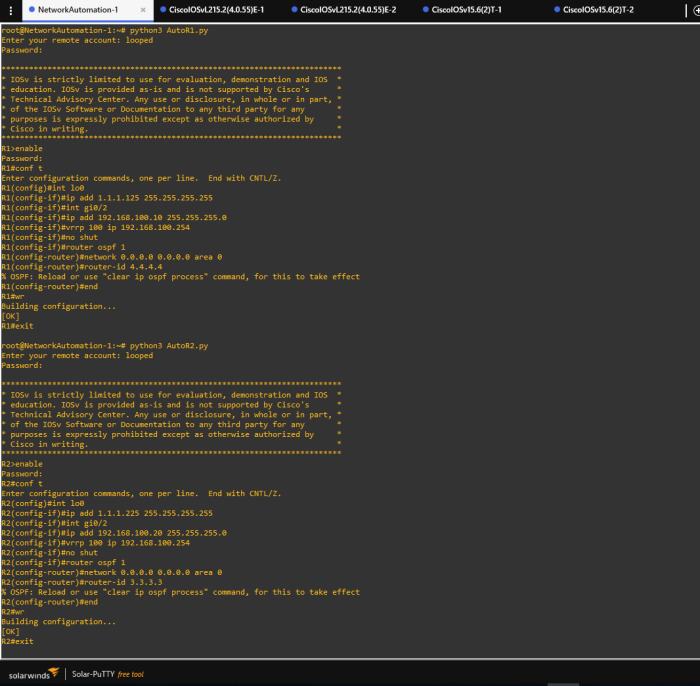 NetworkAutomation-1 × CiscoIOSvL215.2(4.0.55)E-1 CiscoIOSvL215.2(4.0.55)E-2 CiscoIOSv15.6(2)T-1 CiscoIOSv15.6(2)T-2
root@NetworkAutomation-1:~# python3 AutoR1.py
Enter your remote account: looped
Password:
**************************************************************************
* IOSv is strictly limited to use for evaluation, demonstration and IOS *
* education. IOSv is provided as-is and is not supported by Cisco's *
* Technical Advisory Center. Any use or disclosure, in whole or in part, *
* of the IOSv Software or Documentation to any third party for any *
* purposes is expressly prohibited except as otherwise authorized by *
* Cisco in writing. *
**************************************************************************
R1>enable
Password:
R1#conf t
Enter configuration commands, one per line. End with CNTL/Z.
R1(config)#int lo0
R1(config-if)#ip add 1.1.1.125 255.255.255.255
R1(config-if)#int gi0/2
R1(config-if)#ip add 192.168.100.10 255.255.255.0
R1(config-if)#vrrp 100 ip 192.168.100.254
R1(config-if)#no shut
R1(config-if)#router ospf 1
R1(config-router)#network 0.0.0.0 0.0.0.0 area 0
R1(config-router)#router-id 4.4.4.4
% OSPF: Reload or use "clear ip ospf process" command, for this to take effect
R1(config-router)#end
R1#wr
Building configuration...
[OK]
R1#exit
root@NetworkAutomation-1:~# python3 AutoR2.py
Enter your remote account: looped
Password:
**************************************************************************
* IOSv is strictly limited to use for evaluation, demonstration and IOS *
* education. IOSv is provided as-is and is not supported by Cisco's *
* Technical Advisory Center. Any use or disclosure, in whole or in part, *
* of the IOSv Software or Documentation to any third party for any *
* purposes is expressly prohibited except as otherwise authorized by *
* Cisco in writing. *
**************************************************************************
R2>enable
Password:
R2#conf t
Enter configuration commands, one per line. End with CNTL/Z.
R2(config)#int lo0
R2(config-if)#ip add 1.1.1.225 255.255.255.255
R2(config-if)#int gi0/2
R2(config-if)#ip add 192.168.100.20 255.255.255.0
R2(config-if)#vrrp 100 ip 192.168.100.254
R2(config-if)#no shut
R2(config-if)#router ospf 1
R2(config-router)#network 0.0.0.0 0.0.0.0 area 0
R2(config-router)#router-id 3.3.3.3
% OSPF: Reload or use "clear ip ospf process" command, for this to take effect
R2(config-router)#end
R2#wr
Building configuration...
[OK]
R2#exit
solarwinds | Solar-PuTTY free tool